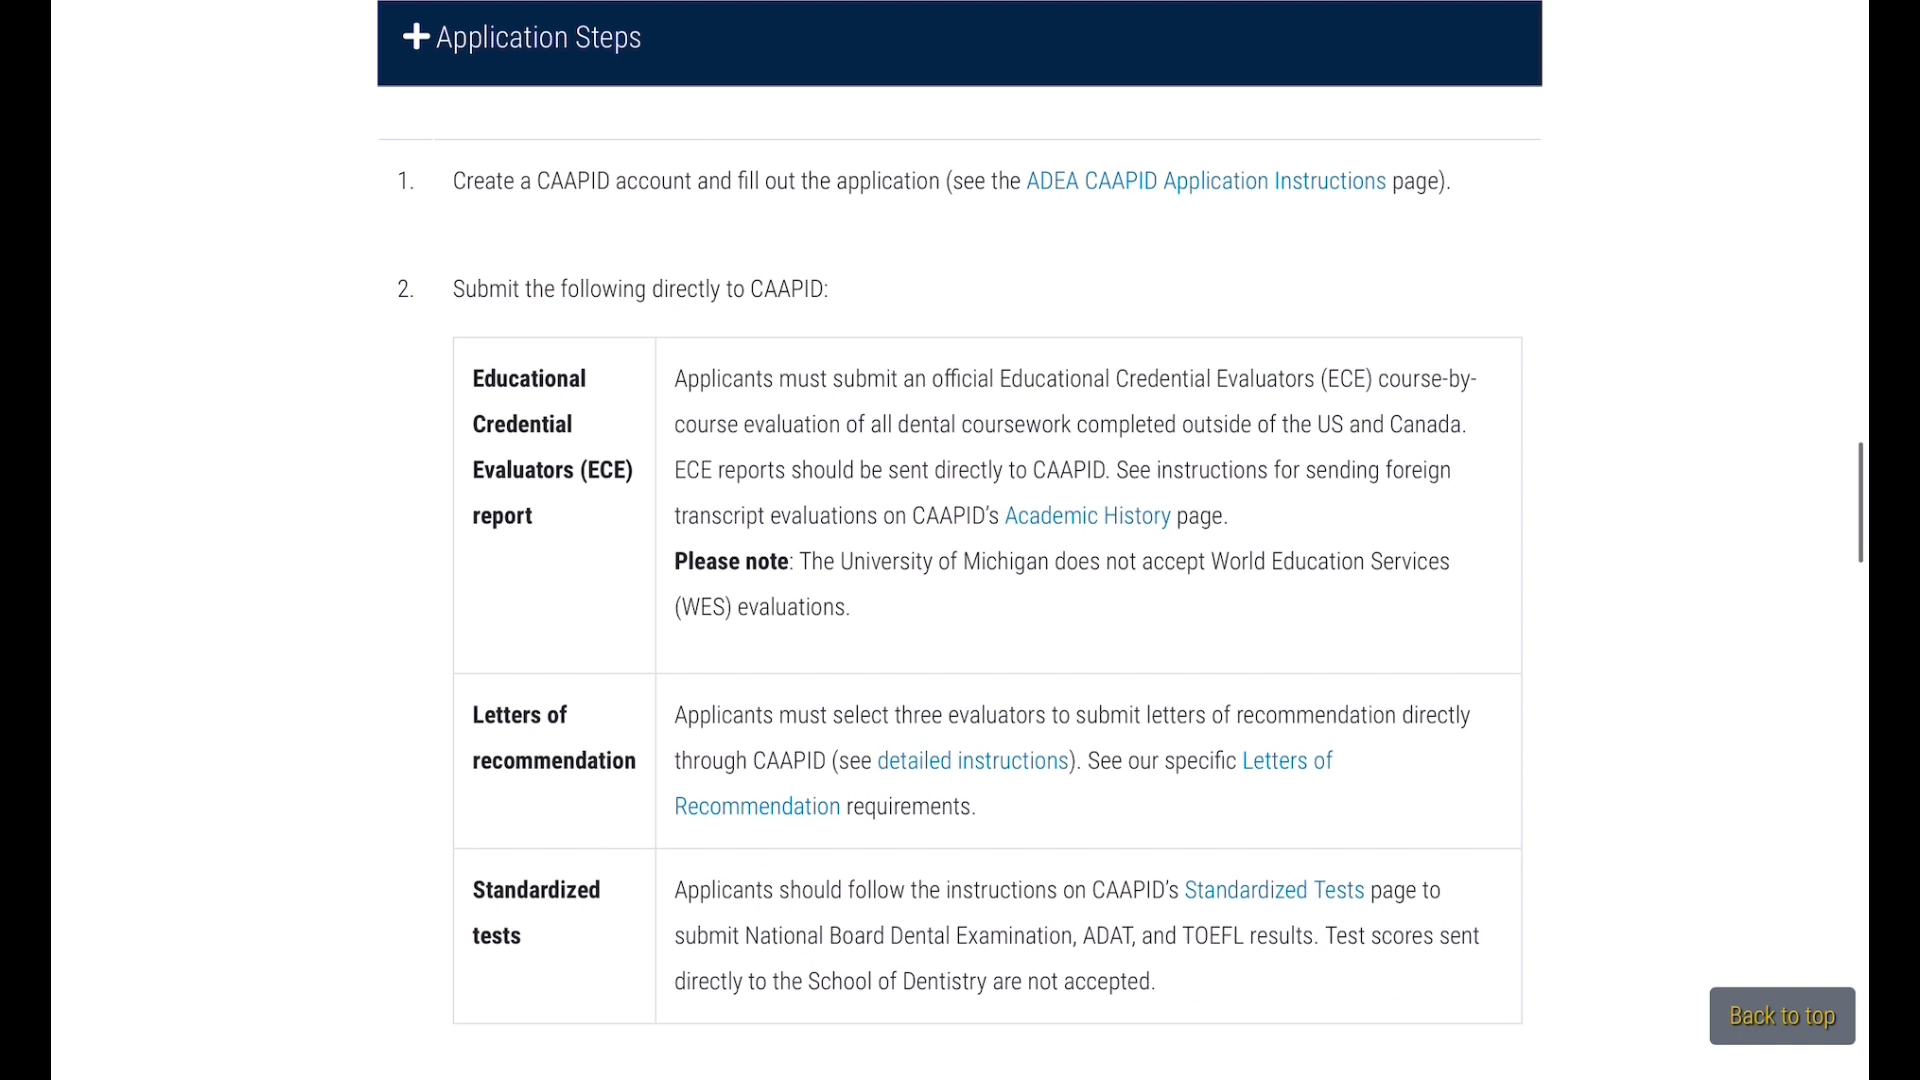 Application Steps
1. Create a CAAPID account and fill out the application (see the ADEA CAAPID Application Instructions page).
2. Submit the following directly to CAAPID:
Educational
Credential
Evaluators (ECE)
report
Applicants must submit an official Educational Credential Evaluators (ECE) course-by-
course evaluation of all dental coursework completed outside of the US and Canada.
ECE reports should be sent directly to CAAPID. See instructions for sending foreign
transcript evaluations on CAAPID’s Academic History page.
Please note: The University of Michigan does not accept World Education Services
(WES) evaluations.
Letters of
recommendation
Applicants must select three evaluators to submit letters of recommendation directly
through CAAPID (see detailed instructions). See our specific Letters of
Recommendation requirements.
Standardized
tests
Applicants should follow the instructions on CAAPID’s Standardized Tests page to
submit National Board Dental Examination, ADAT, and TOEFL results. Test scores sent
directly to the School of Dentistry are not accepted.
Back to top